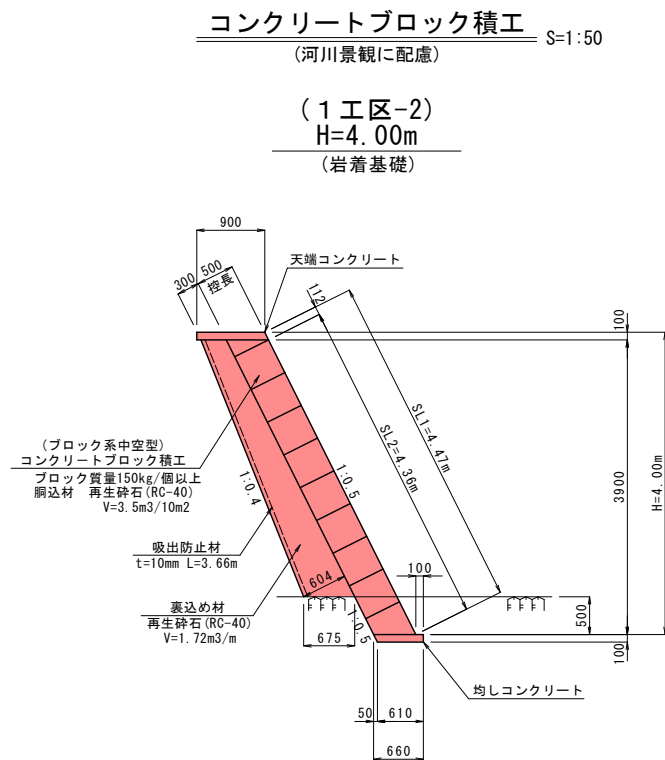 コンクリートブロック積工 S=1:50
(河川景観に配慮)
(１工区-2)
H=4.00m
(岩着基礎)
900
300
500
控長
天端コンクリート
112
100
SL1=4.47m
SL2=4.36m
3900
H=4.00m
(ブロック系中空型)
コンクリートブロック積工
ブロック質量150kg/個以上
胴込材 再生砕石(RC-40)
V=3.5m3/10m2
1:0.4
1:0.5
吸出防止材
t=10mm L=3.66m
604
100
裏込め材
再生砕石(RC-40)
V=1.72m3/m
675
1:0.5
500
100
均しコンクリート
50
610
660